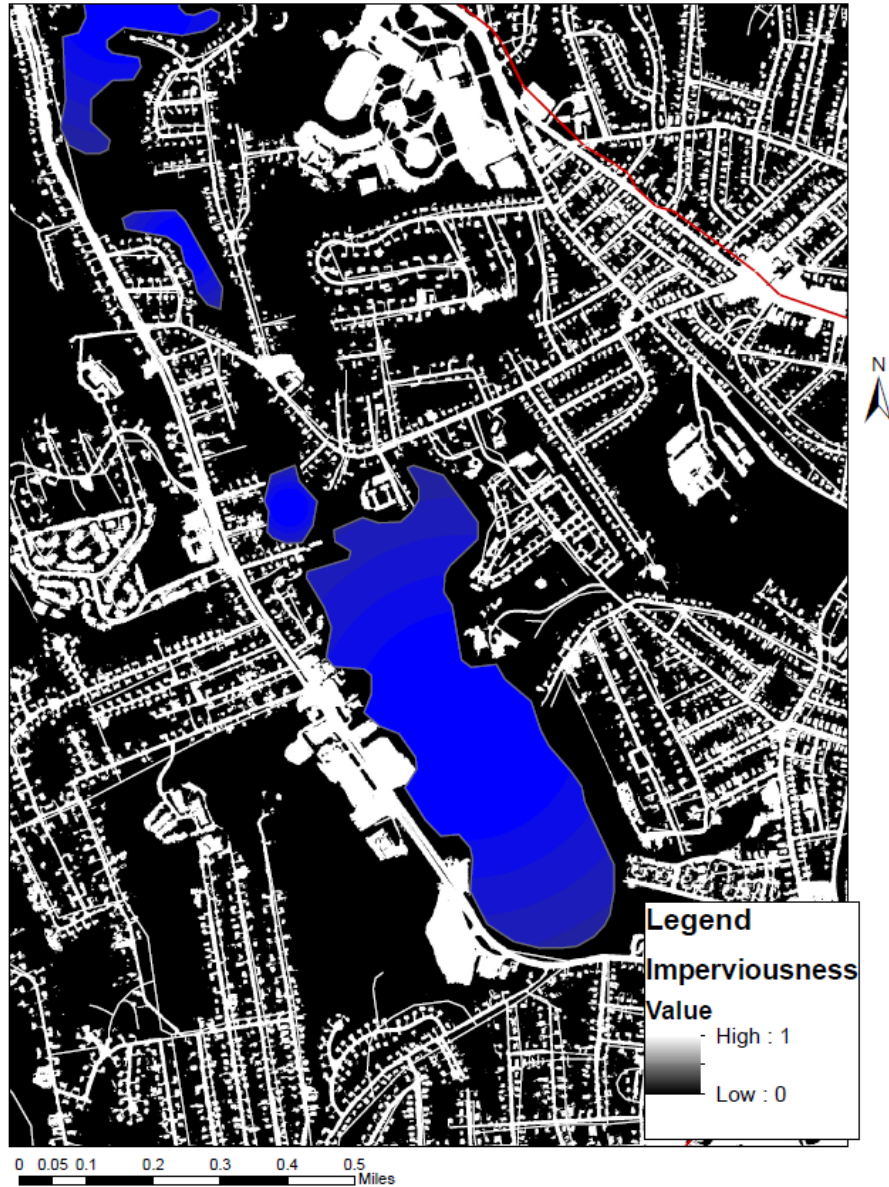 N
Legend
Imperviousness
Value
High : 1
Low : 0
0 0.05 0.1 0.2 0.3 0.4 0.5
Miles